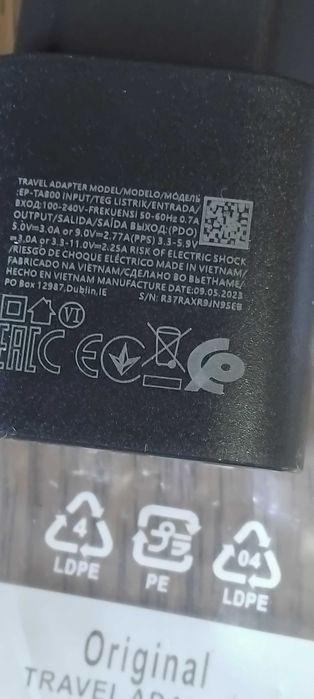 TRAVEL ADAPTER MODEL/MODELO/МОДЕЛЬ
:EP-TA800 INPUT/TEG LISTRIK/ENTRADA/
ВХОД:100-240V~FREKUENSI 50-60Hz 0.7A
OUTPUT/SALIDA/SAÍDA ВЫХОД:(PDO)
5.0V⎓3.0A or 9.0V⎓2.77A(PPS) 3.3-5.9V
⎓3.0A or 3.3-11.0V⎓2.25A RISK OF ELECTRIC SHOCK
/RIESGO DE CHOQUE ELÉCTRICO MADE IN VIETNAM/
FABRICADO NA VIETNAM/СДЕЛАНО ВО ВЬЕТНАМЕ/
HECHO EN VIETNAM MANUFACTURE DATE:09.05.2023
PO Box 12987,Dublin,IE S/N: R37RAXR9JN9SEB
VI
EAC CE
4 04
LDPE PE LDPE
Original